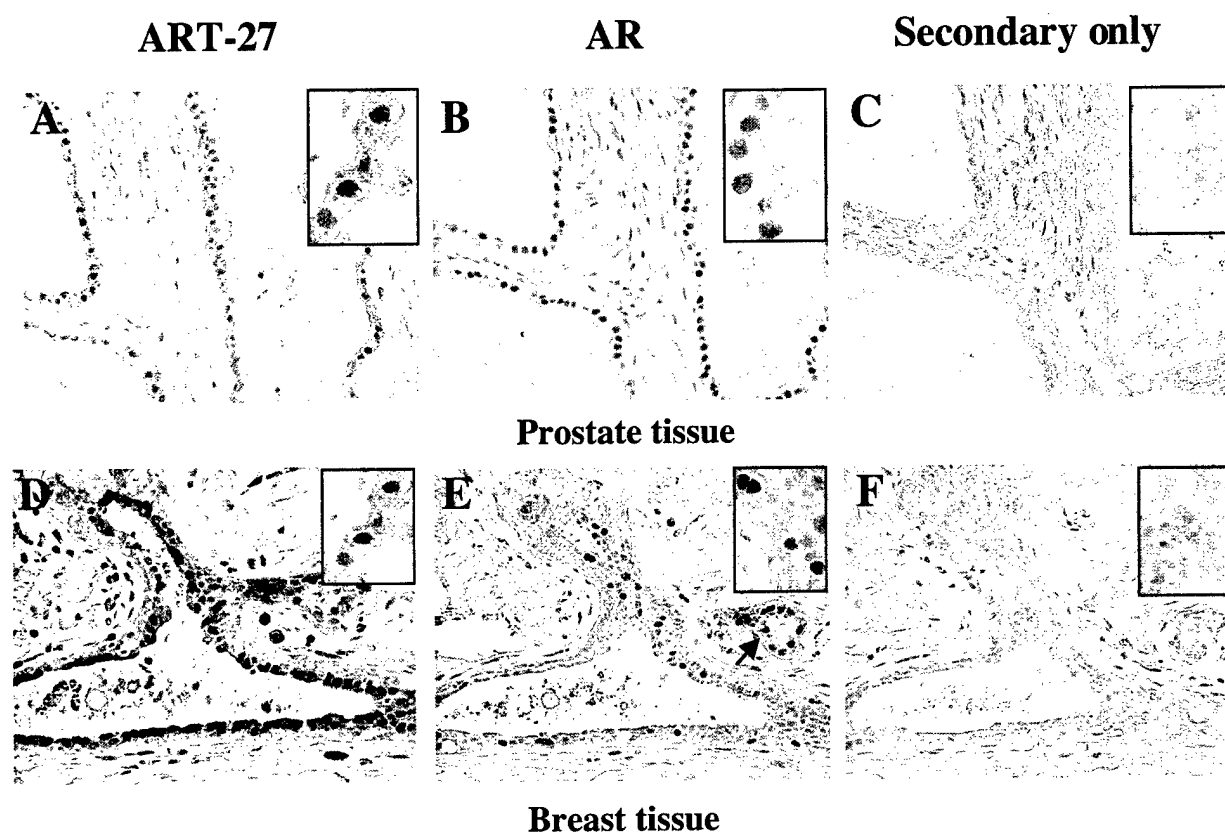 ART-27 AR Secondary only
A B C
Prostate tissue
D E F
Breast tissue